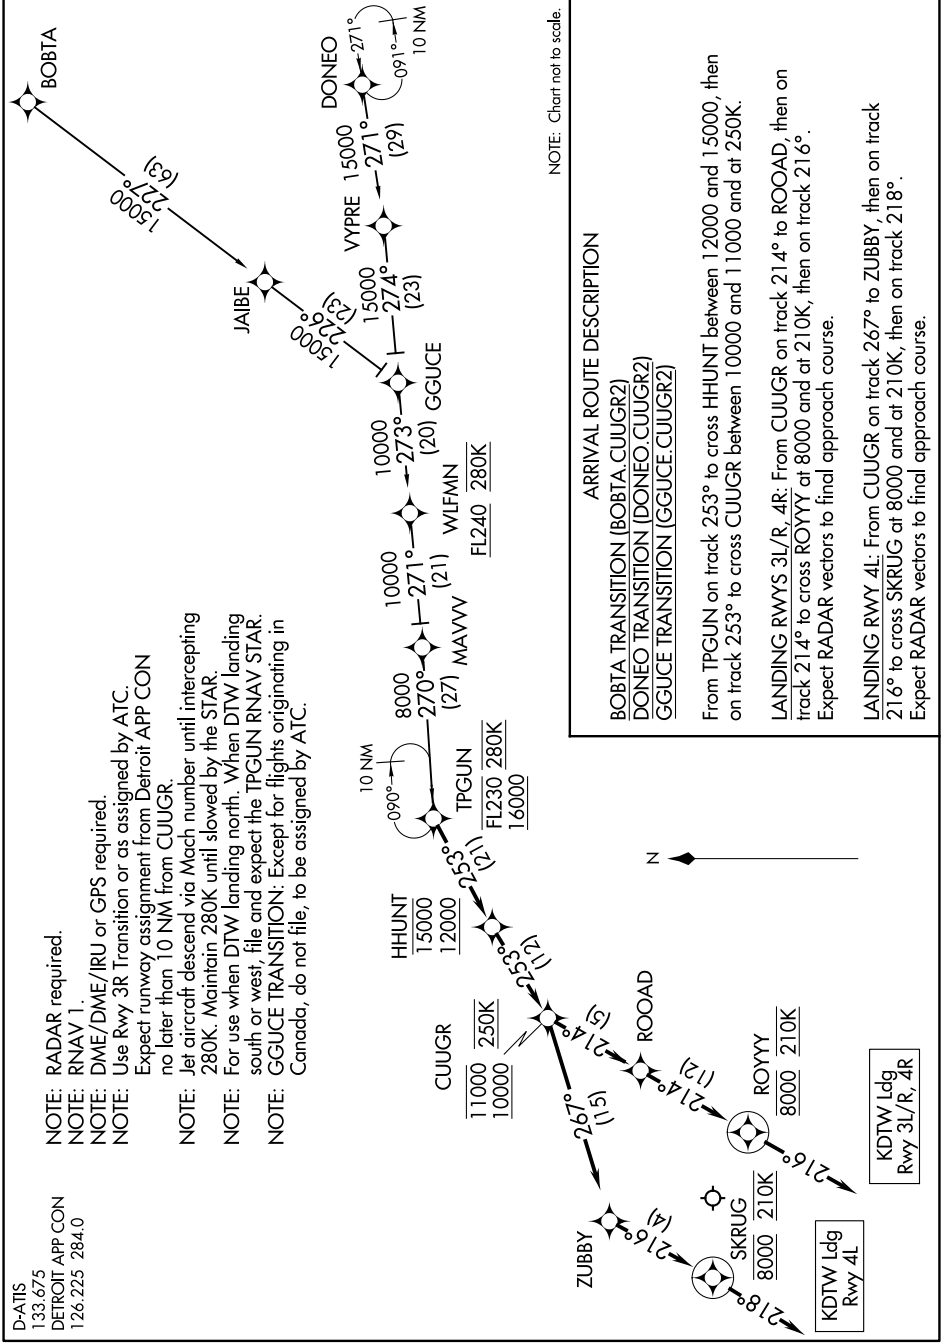 D-ATIS
133.675
DETROIT APP CON
126.225 284.0
NOTE: RADAR required.
NOTE: RNAV 1.
NOTE: DME/DME/IRU or GPS required.
NOTE: Use Rwy 3R Transition or as assigned by ATC.
Expect runway assignment from Detroit APP CON
no later than 10 NM from CUUGR.
NOTE: Jet aircraft descend via Mach number until intercepting
280K. Maintain 280K until slowed by the STAR.
NOTE: For use when DTW landing north. When DTW landing
south or west, file and expect the TPGUN RNAV STAR.
NOTE: GGUCE TRANSITION: Except for flights originating in
Canada, do not file, to be assigned by ATC.
BOBTA
15000
227°
(63)
JAIBE
15000
226°
(23)
DONEO
271°
091°
10 NM
15000
271°
(29)
VYPRE
15000
274°
(23)
GGUCE
10000
273°
(20)
WLFMN
FL240 280K
10000
271°
(21)
MAVVV
8000
270°
(27)
10 NM
090°
TPGUN
FL230 280K
16000
253°
(21)
HHUNT
15000
12000
253°
(12)
CUUGR
11000 250K
10000
214°
(5)
ROOAD
214°
(12)
ROYYY
8000 210K
216°
KDTW Ldg
Rwy 3L/R, 4R
267°
(15)
ZUBBY
216°
(4)
SKRUG
8000 210K
218°
KDTW Ldg
Rwy 4L
N
NOTE: Chart not to scale.
ARRIVAL ROUTE DESCRIPTION
BOBTA TRANSITION (BOBTA.CUUGR2)
DONEO TRANSITION (DONEO.CUUGR2)
GGUCE TRANSITION (GGUCE.CUUGR2)
From TPGUN on track 253° to cross HHUNT between 12000 and 15000, then
on track 253° to cross CUUGR between 10000 and 11000 and at 250K.
LANDING RWYS 3L/R, 4R: From CUUGR on track 214° to ROOAD, then on
track 214° to cross ROYYY at 8000 and at 210K, then on track 216°.
Expect RADAR vectors to final approach course.
LANDING RWY 4L: From CUUGR on track 267° to ZUBBY, then on track
216° to cross SKRUG at 8000 and at 210K, then on track 218°.
Expect RADAR vectors to final approach course.